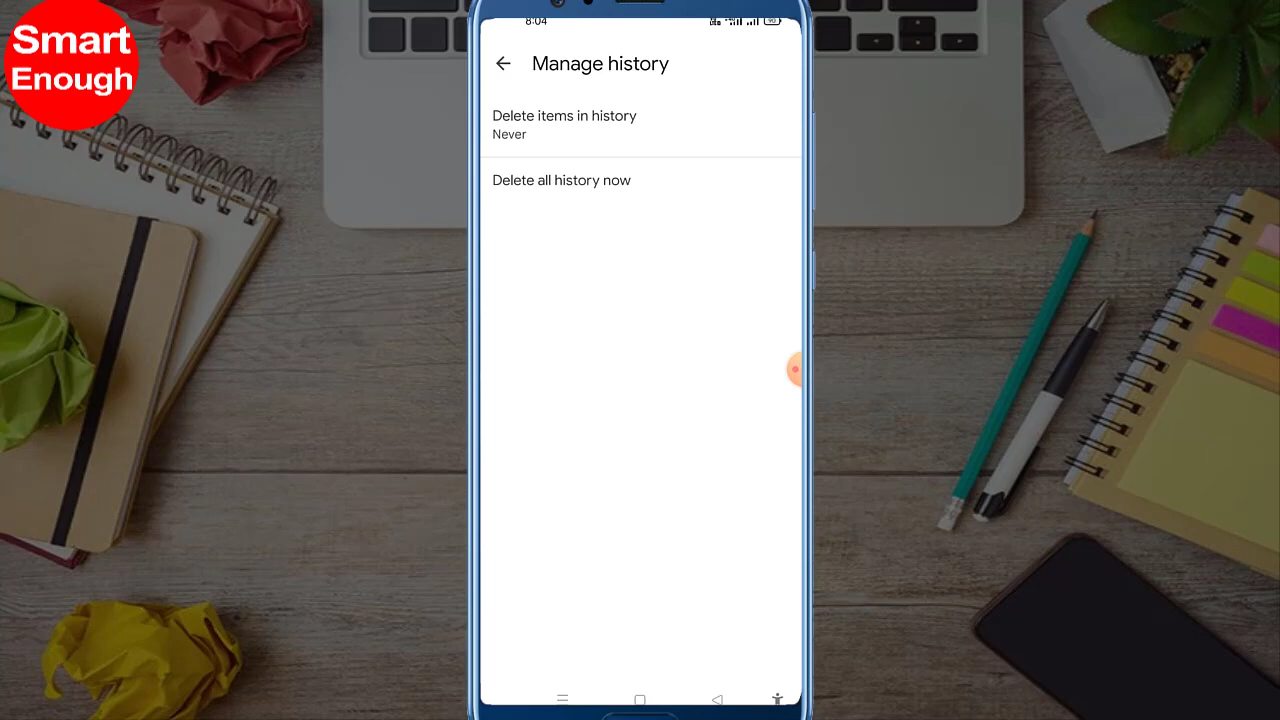 Smart
Enough
8:04
Manage history
Delete items in history
Never
Delete all history now